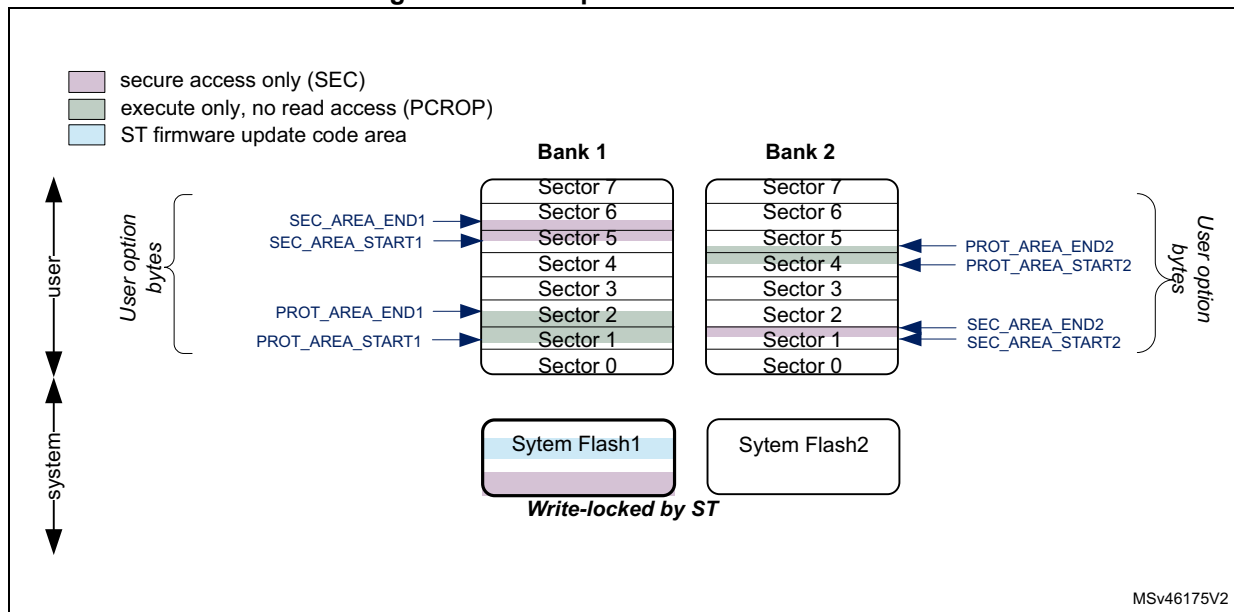 secure access only (SEC)
execute only, no read access (PCROP)
ST firmware update code area
Bank 1
Bank 2
user
system
User option
bytes
SEC_AREA_END1
SEC_AREA_START1
PROT_AREA_END1
PROT_AREA_START1
Sector 7
Sector 6
Sector 5
Sector 4
Sector 3
Sector 2
Sector 1
Sector 0
Sector 7
Sector 6
Sector 5
Sector 4
Sector 3
Sector 2
Sector 1
Sector 0
PROT_AREA_END2
PROT_AREA_START2
SEC_AREA_END2
SEC_AREA_START2
User option
bytes
Sytem Flash1
Sytem Flash2
Write-locked by ST
MSv46175V2